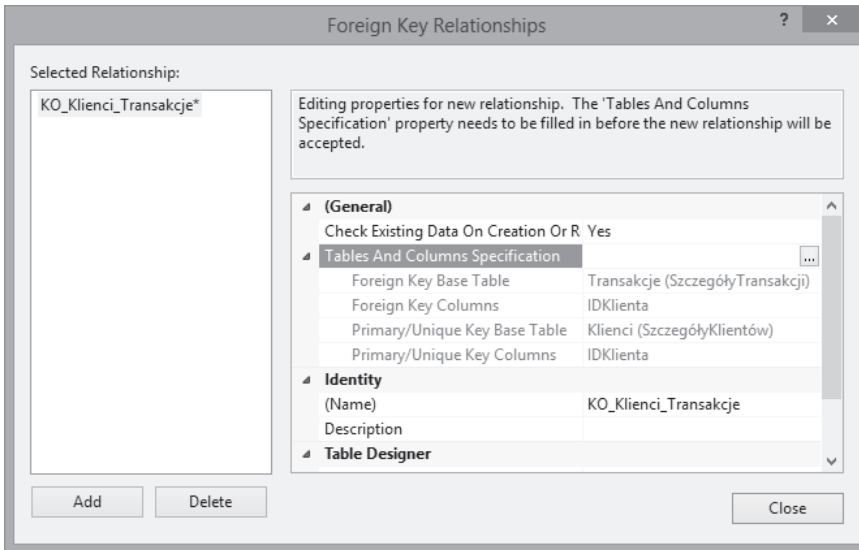 Foreign Key Relationships
? ×
Selected Relationship:
KO_Klienci_Transakcje*
Editing properties for new relationship. The 'Tables And Columns
Specification' property needs to be filled in before the new relationship will be
accepted.
(General)
Check Existing Data On Creation Or R Yes
Tables And Columns Specification ...
Foreign Key Base Table Transakcje (SzczegółyTransakcji)
Foreign Key Columns IDKlienta
Primary/Unique Key Base Table Klienci (SzczegółyKlientów)
Primary/Unique Key Columns IDKlienta
Identity
(Name) KO_Klienci_Transakcje
Description
Table Designer
Add Delete
Close